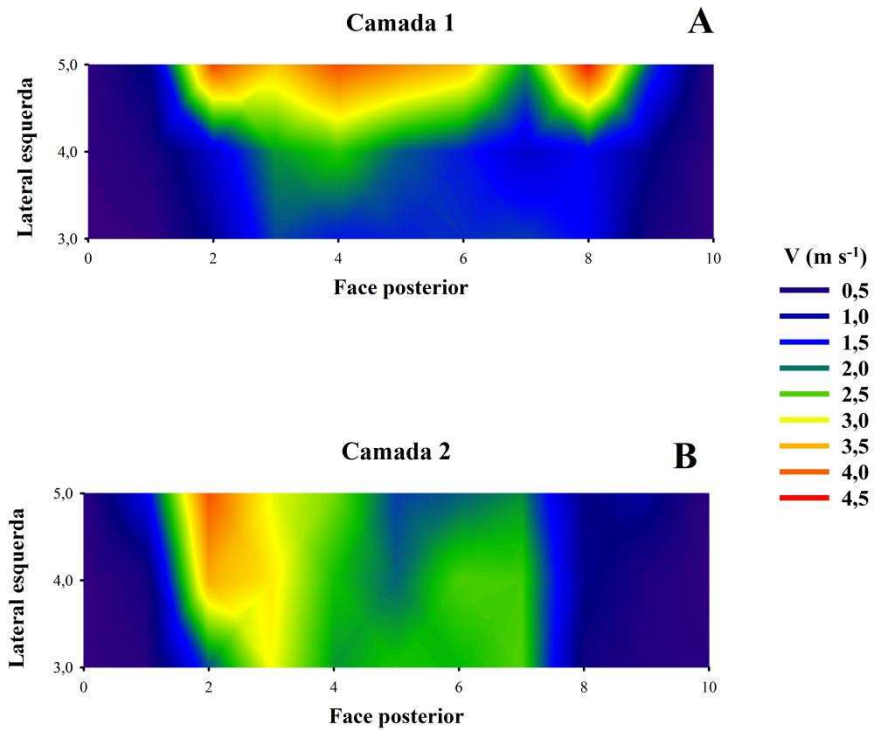 Camada 1
A
5,0
4,0
3,0
Lateral esquerda
0 2 4 6 8 10
Face posterior
V (m s⁻¹)
0,5
1,0
1,5
2,0
2,5
3,0
3,5
4,0
4,5
Camada 2
B
5,0
4,0
3,0
Lateral esquerda
0 2 4 6 8 10
Face posterior